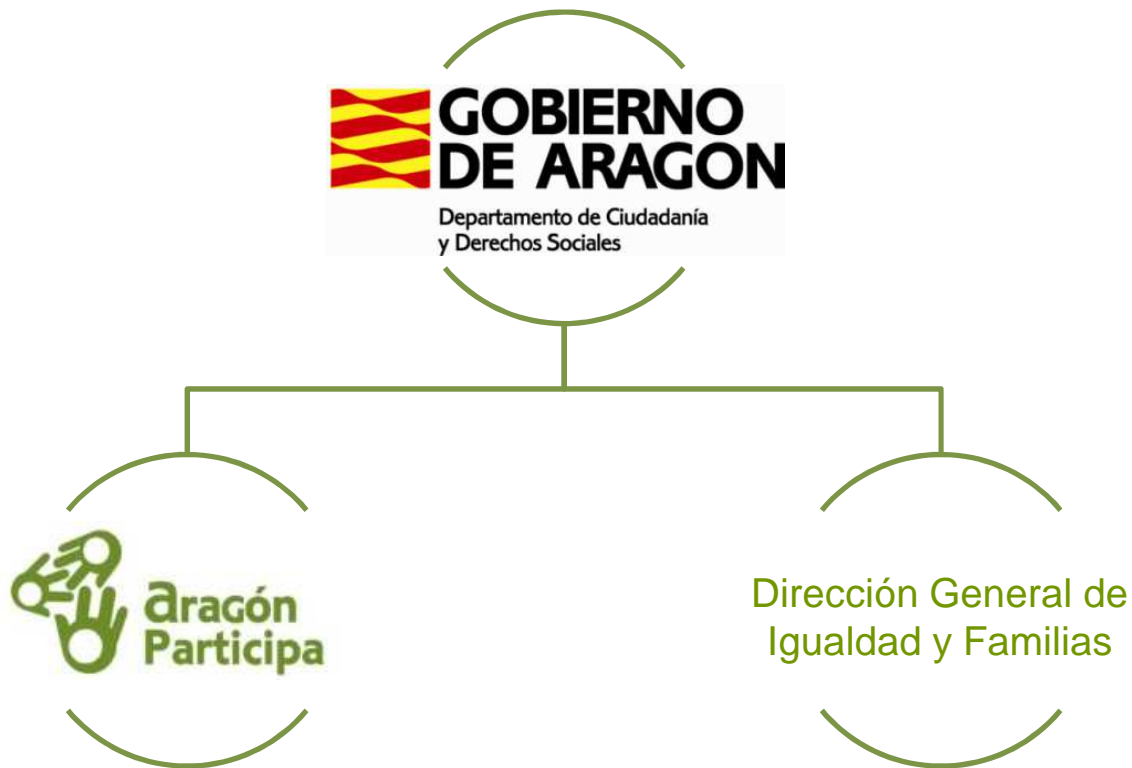 GOBIERNO
DE ARAGON
Departamento de Ciudadanía
y Derechos Sociales
aragón
Participa
Dirección General de
Igualdad y Familias